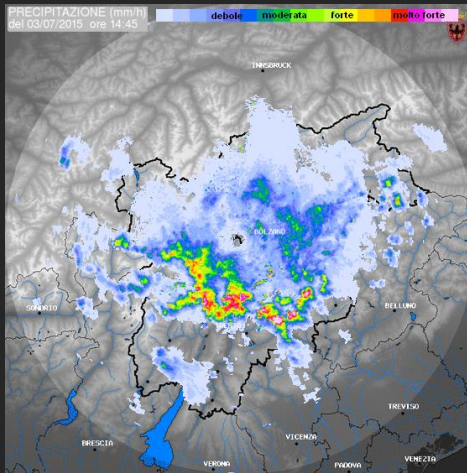 PRECIPITAZIONE (mm/h)
del 03/07/2015 ore 14:45
debole moderata forte molto forte
INNSBRUCK
BOLZANO
SONDRIO
BELLUNO
TREVISO
BRESCIA
VICENZA
VERONA
PADOVA
VENEZIA